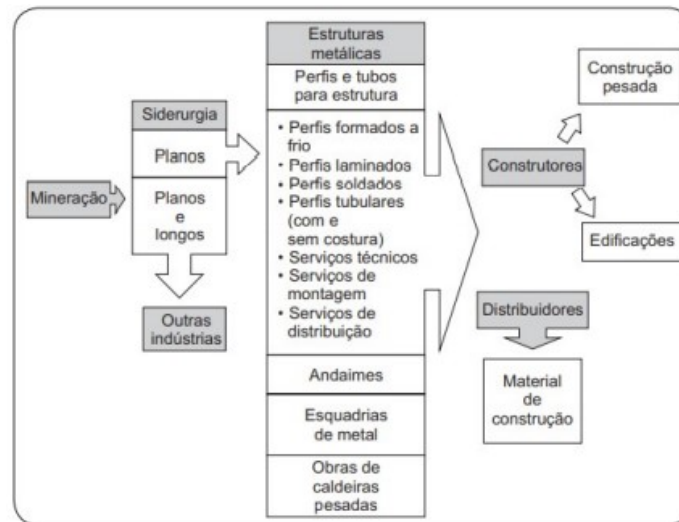 Mineração
Siderurgia
Planos
Planos
e
longos
Outras
indústrias
Estruturas
metálicas
Perfis e tubos
para estrutura
• Perfis formados a
frio
• Perfis laminados
• Perfis soldados
• Perfis tubulares
(com e
sem costura)
• Serviços técnicos
• Serviços de
montagem
• Serviços de
distribuição
Andaimes
Esquadrias
de metal
Obras de
caldeiras
pesadas
Construtores
Construção
pesada
Edificações
Distribuidores
Material
de
construção